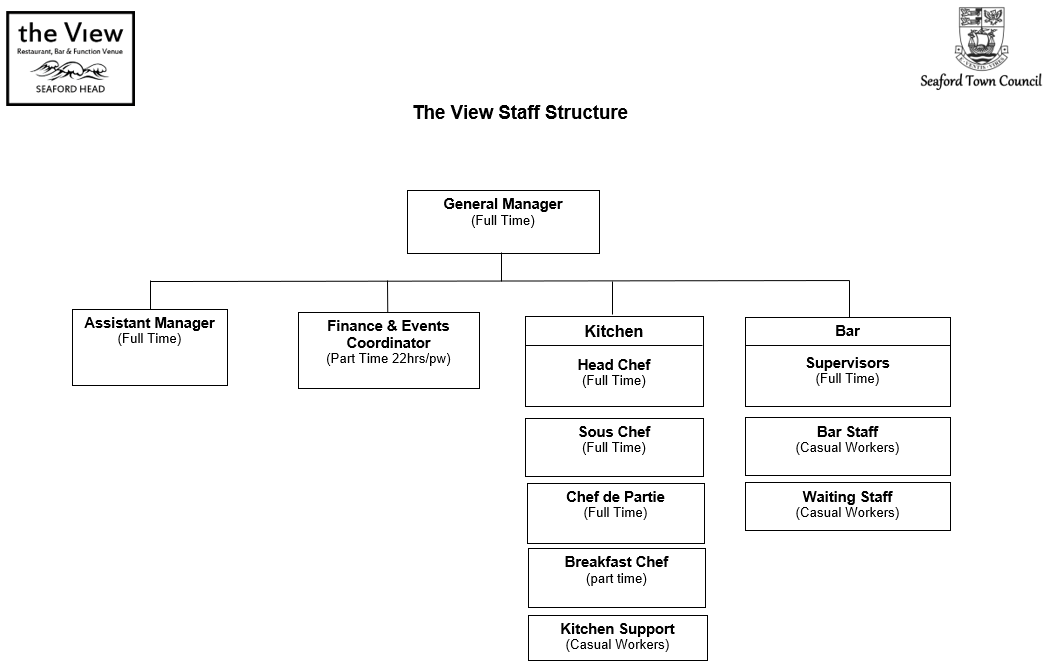 the View
Restaurant, Bar & Function Venue
SEAFORD HEAD
Seaford Town Council
The View Staff Structure
General Manager
(Full Time)
Assistant Manager
(Full Time)
Finance & Events
Coordinator
(Part Time 22hrs/pw)
Kitchen
Head Chef
(Full Time)
Sous Chef
(Full Time)
Chef de Partie
(Full Time)
Breakfast Chef
(part time)
Kitchen Support
(Casual Workers)
Bar
Supervisors
(Full Time)
Bar Staff
(Casual Workers)
Waiting Staff
(Casual Workers)